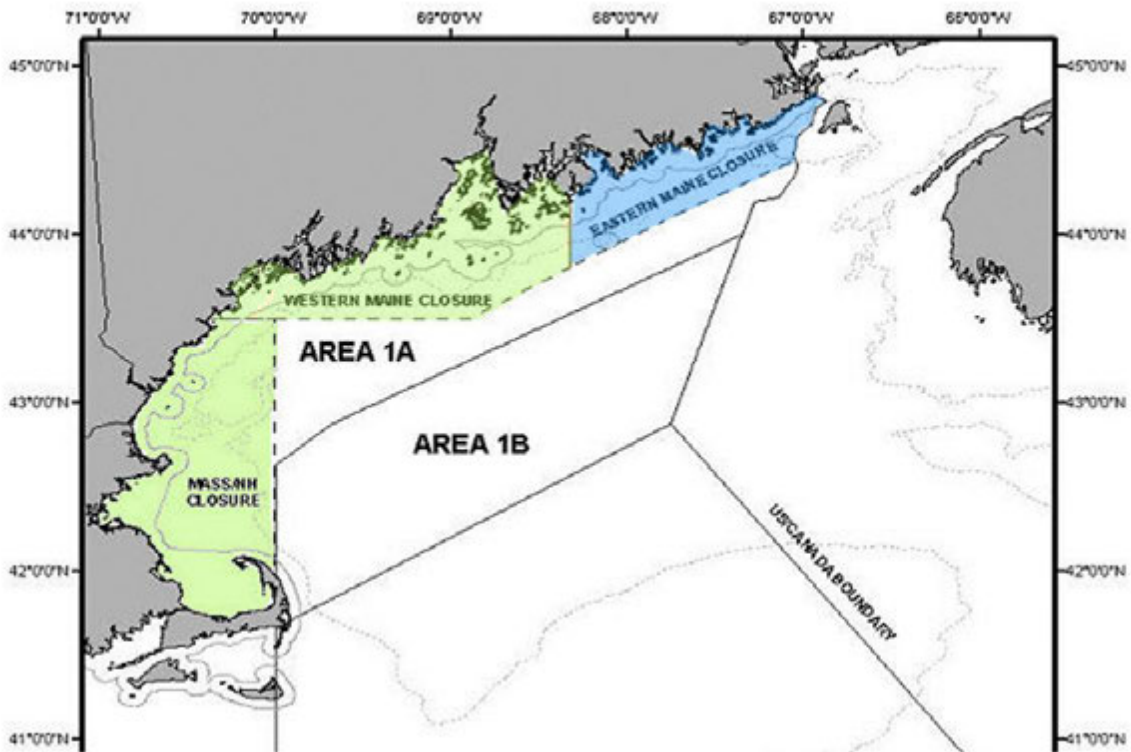 71°0'0"W 70°0'0"W 69°0'0"W 68°0'0"W 67°0'0"W 66°0'0"W
45°0'0"N 45°0'0"N
EASTERN MAINE CLOSURE
44°0'0"N 44°0'0"N
WESTERN MAINE CLOSURE
AREA 1A
43°0'0"N 43°0'0"N
AREA 1B
MASS/NH
CLOSURE
US/CANADA BOUNDARY
42°0'0"N 42°0'0"N
41°0'0"N 41°0'0"N